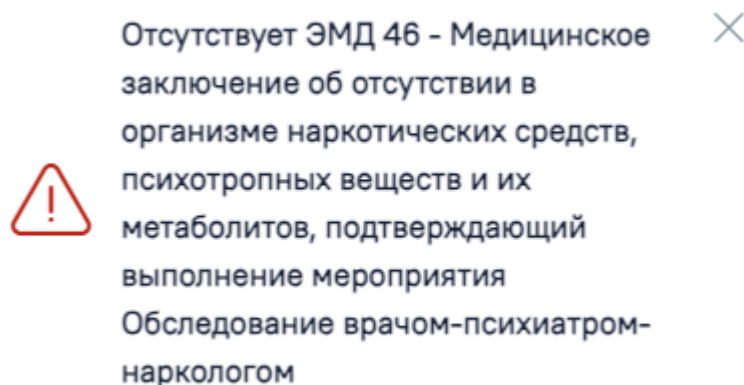 Отсутствует ЭМД 46 - Медицинское
заключение об отсутствии в
организме наркотических средств,
психотропных веществ и их
метаболитов, подтверждающий
выполнение мероприятия
Обследование врачом-психиатром-
наркологом